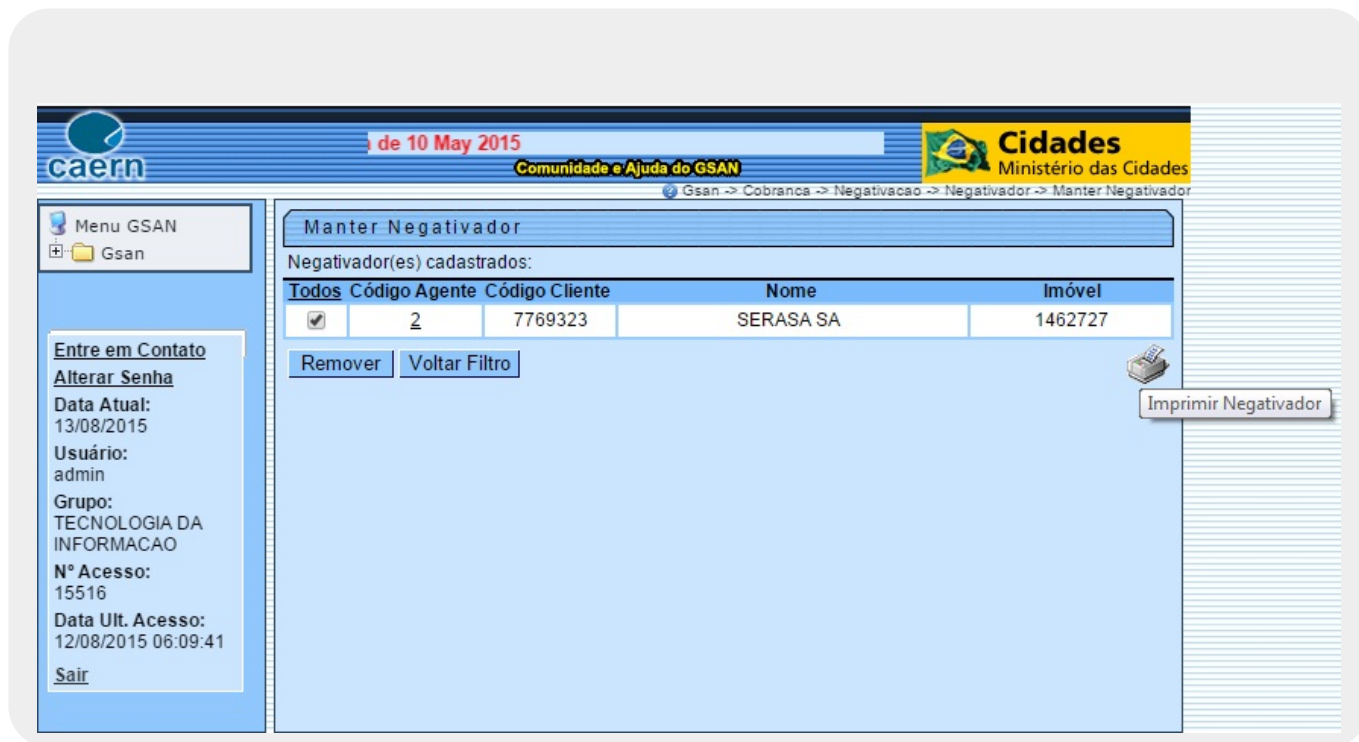 caern
de 10 May 2015
Comunidade e Ajuda do GSAN
Cidades
Ministério das Cidades
Gsan -> Cobranca -> Negativacao -> Negativador -> Manter Negativador
Menu GSAN
Gsan
Entre em Contato
Alterar Senha
Data Atual:
13/08/2015
Usuário:
admin
Grupo:
TECNOLOGIA DA
INFORMACAO
Nº Acesso:
15516
Data Ult. Acesso:
12/08/2015 06:09:41
Sair
Manter Negativador
Negativador(es) cadastrados:
Todos Código Agente Código Cliente Nome Imóvel
2 7769323 SERASA SA 1462727
Remover Voltar Filtro
Imprimir Negativador